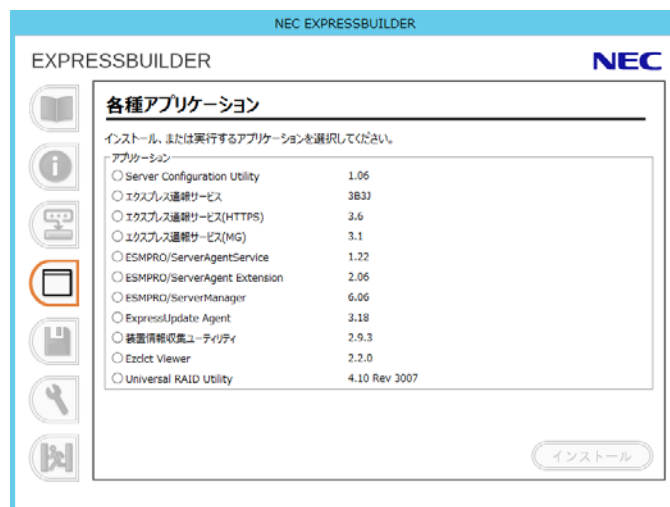 NEC EXPRESSBUILDER
EXPRESSBUILDER
NEC
各種アプリケーション
インストール、または実行するアプリケーションを選択してください。
アプリケーション
Server Configuration Utility 1.06
エクスプレス通報サービス 3B3J
エクスプレス通報サービス(HTTPS) 3.6
エクスプレス通報サービス(MG) 3.1
ESMPRO/ServerAgentService 1.22
ESMPRO/ServerAgent Extension 2.06
ESMPRO/ServerManager 6.06
ExpressUpdate Agent 3.18
装置情報収集ユーティリティ 2.9.3
Ezclct Viewer 2.2.0
Universal RAID Utility 4.10 Rev 3007
インストール